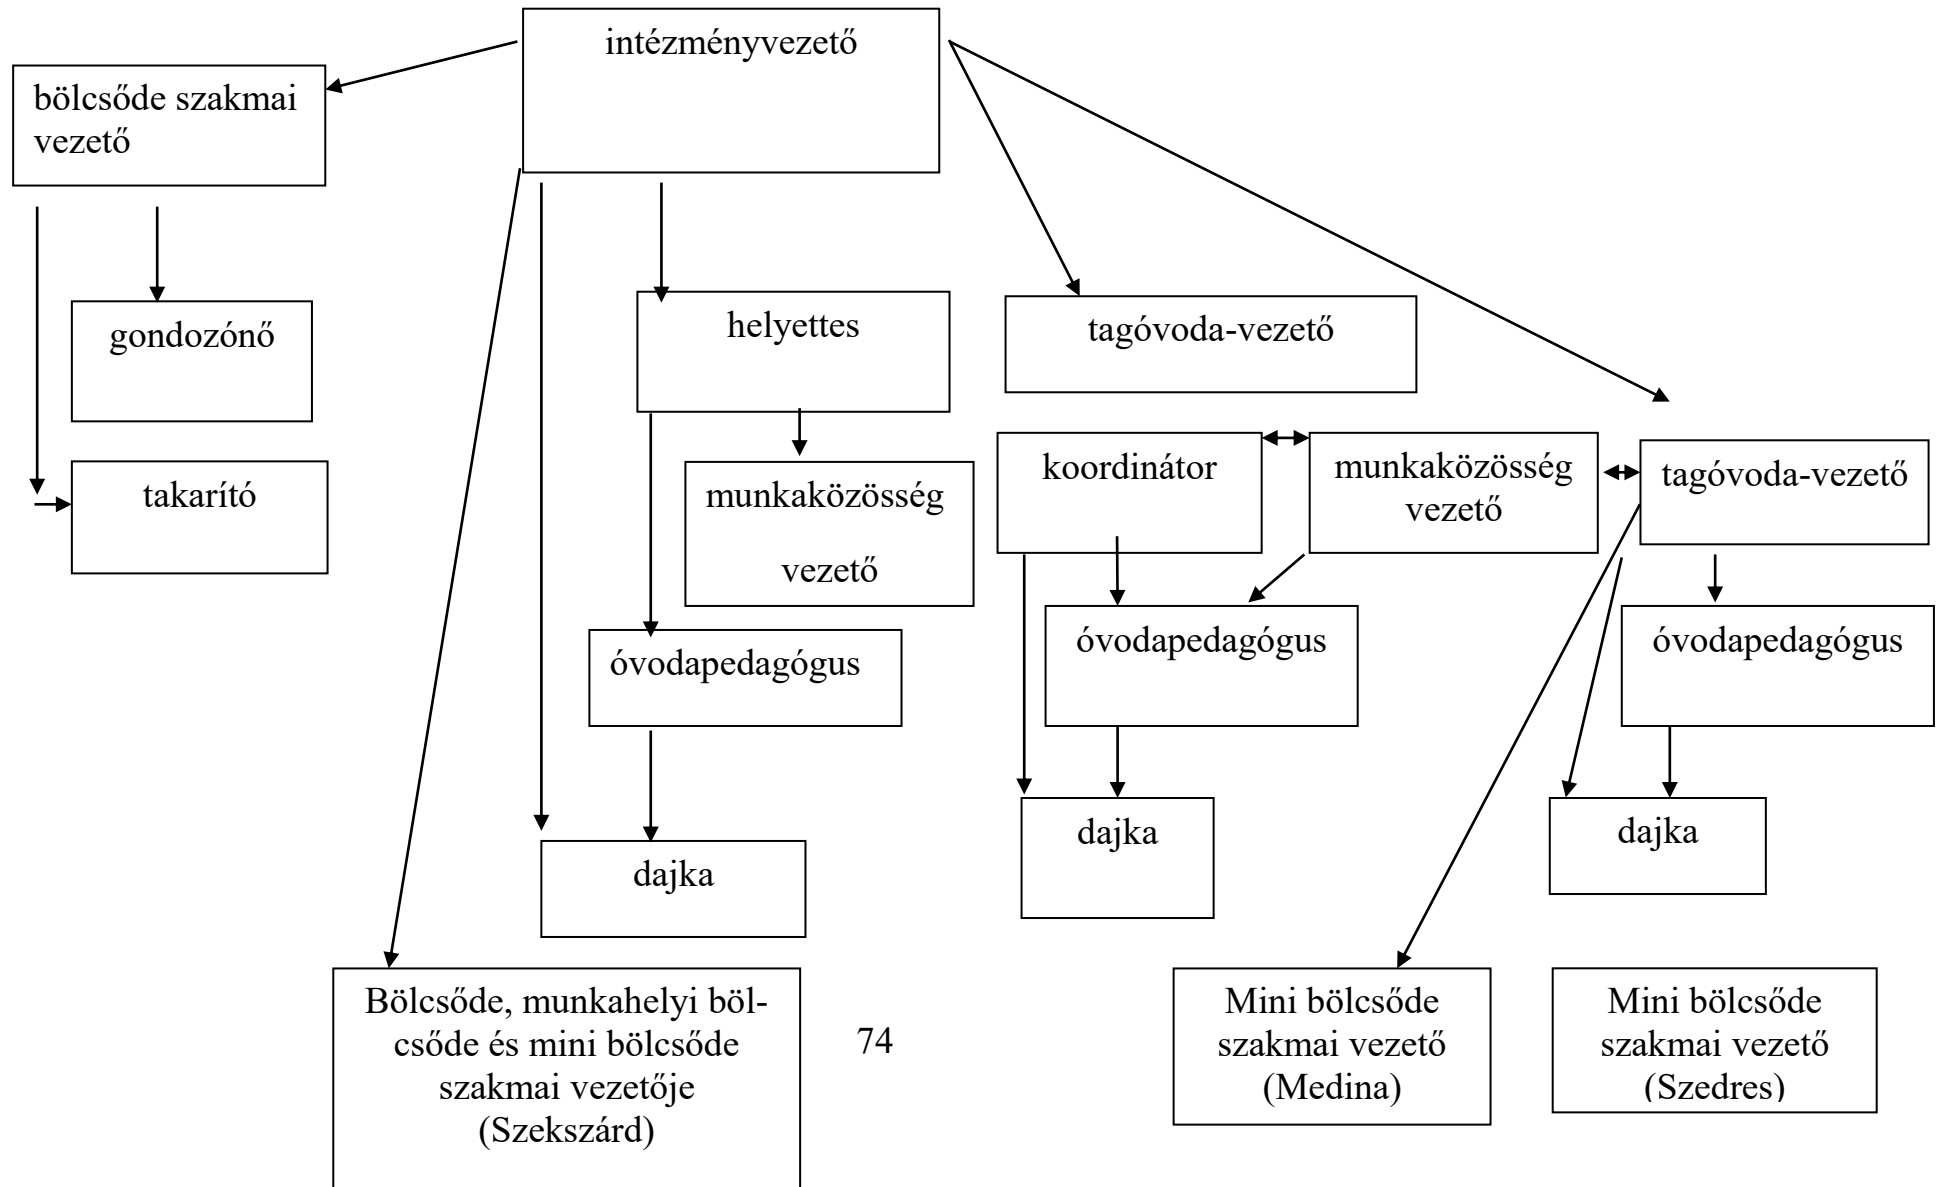 intézményvezető
bölcsőde szakmai
vezető
gondozónő
helyettes
tagóvoda-vezető
koordinátor
munkaközösség
vezető
tagóvoda-vezető
takarító
munkaközösség
vezető
óvodapedagógus
óvodapedagógus
óvodapedagógus
dajka
dajka
dajka
Bölcsőde, munkahelyi böl-
csőde és mini bölcsőde
szakmai vezetője
(Szekszárd)
74
Mini bölcsőde
szakmai vezető
(Medina)
Mini bölcsőde
szakmai vezető
(Szedres)